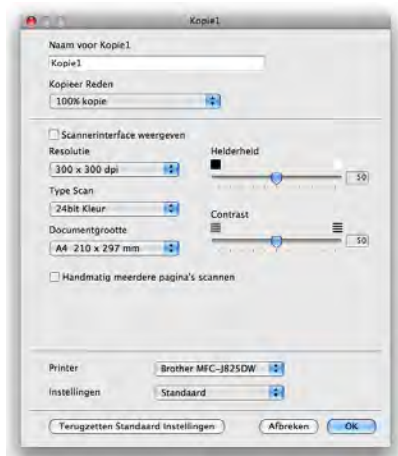 Kopie1
Naam voor Kopie1
Kopie1
Kopieer Reden
100% kopie
Scannerinterface weergeven
Resolutie
300 x 300 dpi
Type Scan
24bit Kleur
Documentgrootte
A4 210 x 297 mm
Helderheid
50
Contrast
50
Handmatig meerdere pagina's scannen
Printer
Brother MFC-J825DW
Instellingen
Standaard
Terugzetten Standaard Instellingen
Afbreken
OK